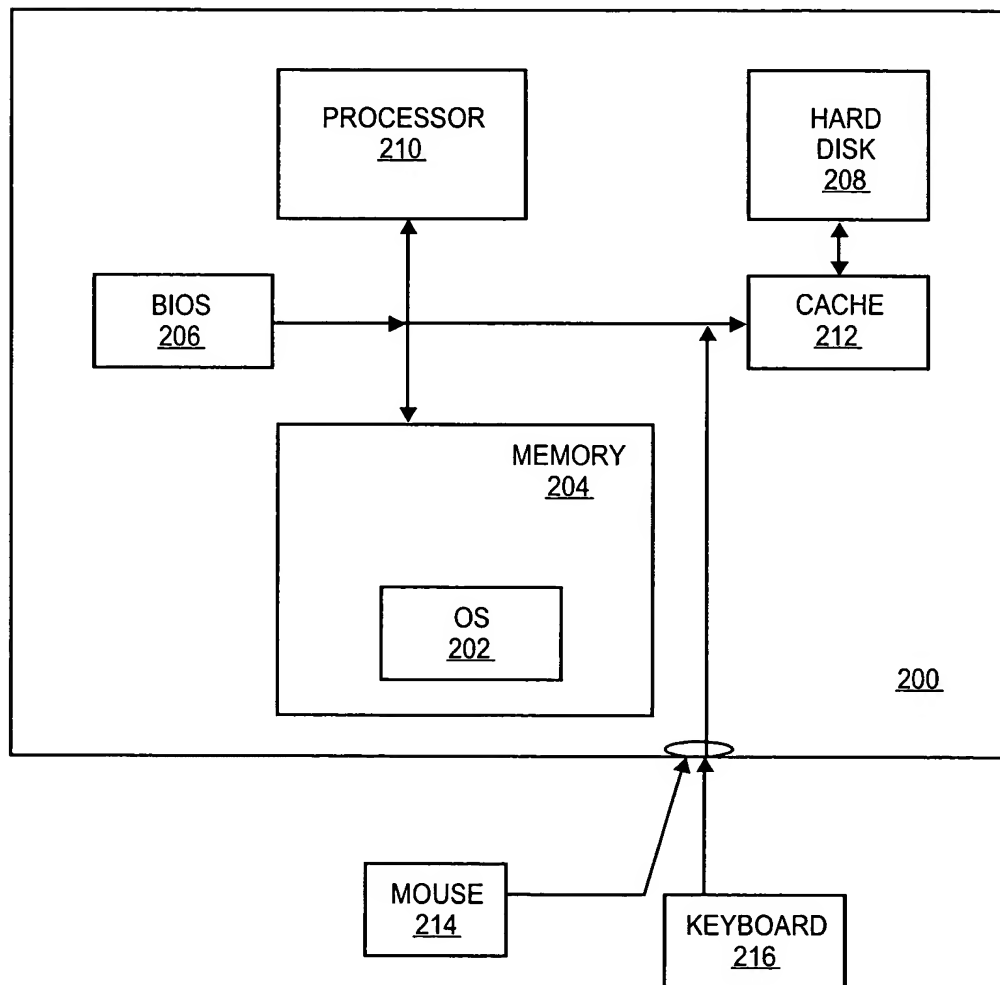 PROCESSOR
210
HARD
DISK
208
BIOS
206
CACHE
212
MEMORY
204
OS
202
200
MOUSE
214
KEYBOARD
216